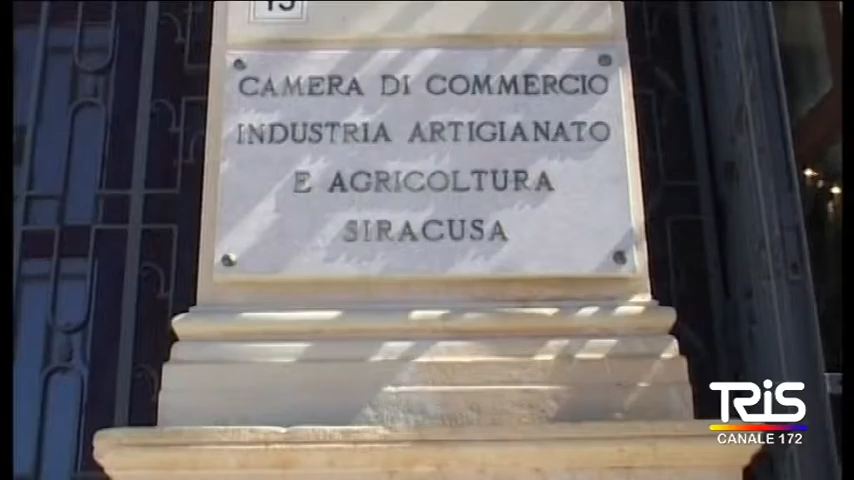 CAMERA DI COMMERCIO
INDUSTRIA ARTIGIANATO
E AGRICOLTURA
SIRACUSA
TRiS
CANALE 172